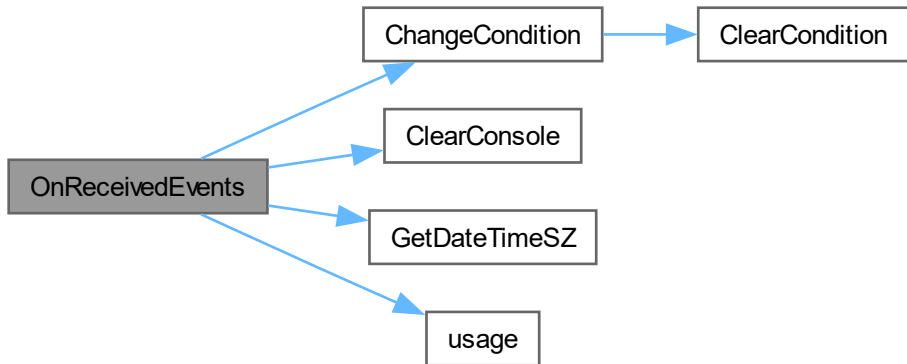 ChangeCondition
ClearCondition
ClearConsole
OnReceivedEvents
GetDateTimeSZ
usage